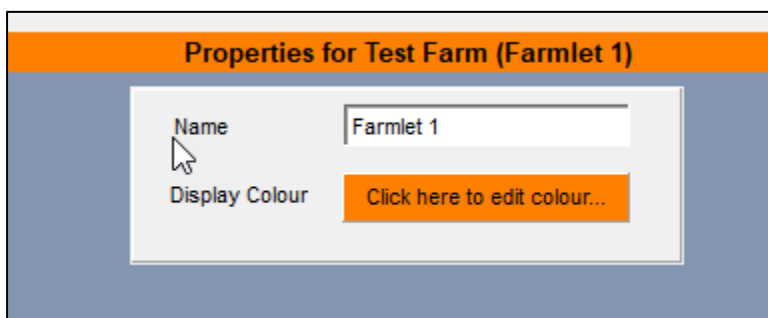 Properties for Test Farm (Farmlet 1)
Name Farmlet 1
Display Colour Click here to edit colour...